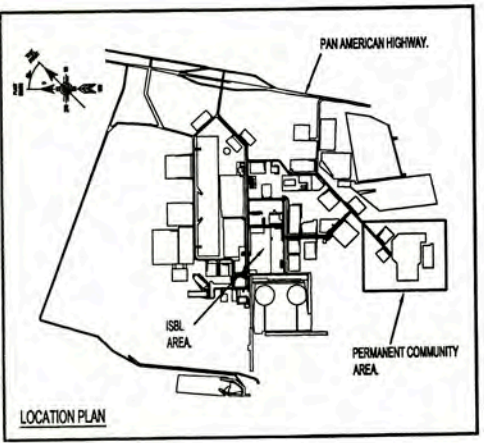 PAN AMERICAN HIGHWAY.
ISBL
AREA.
PERMANENT COMMUNITY
AREA.
LOCATION PLAN